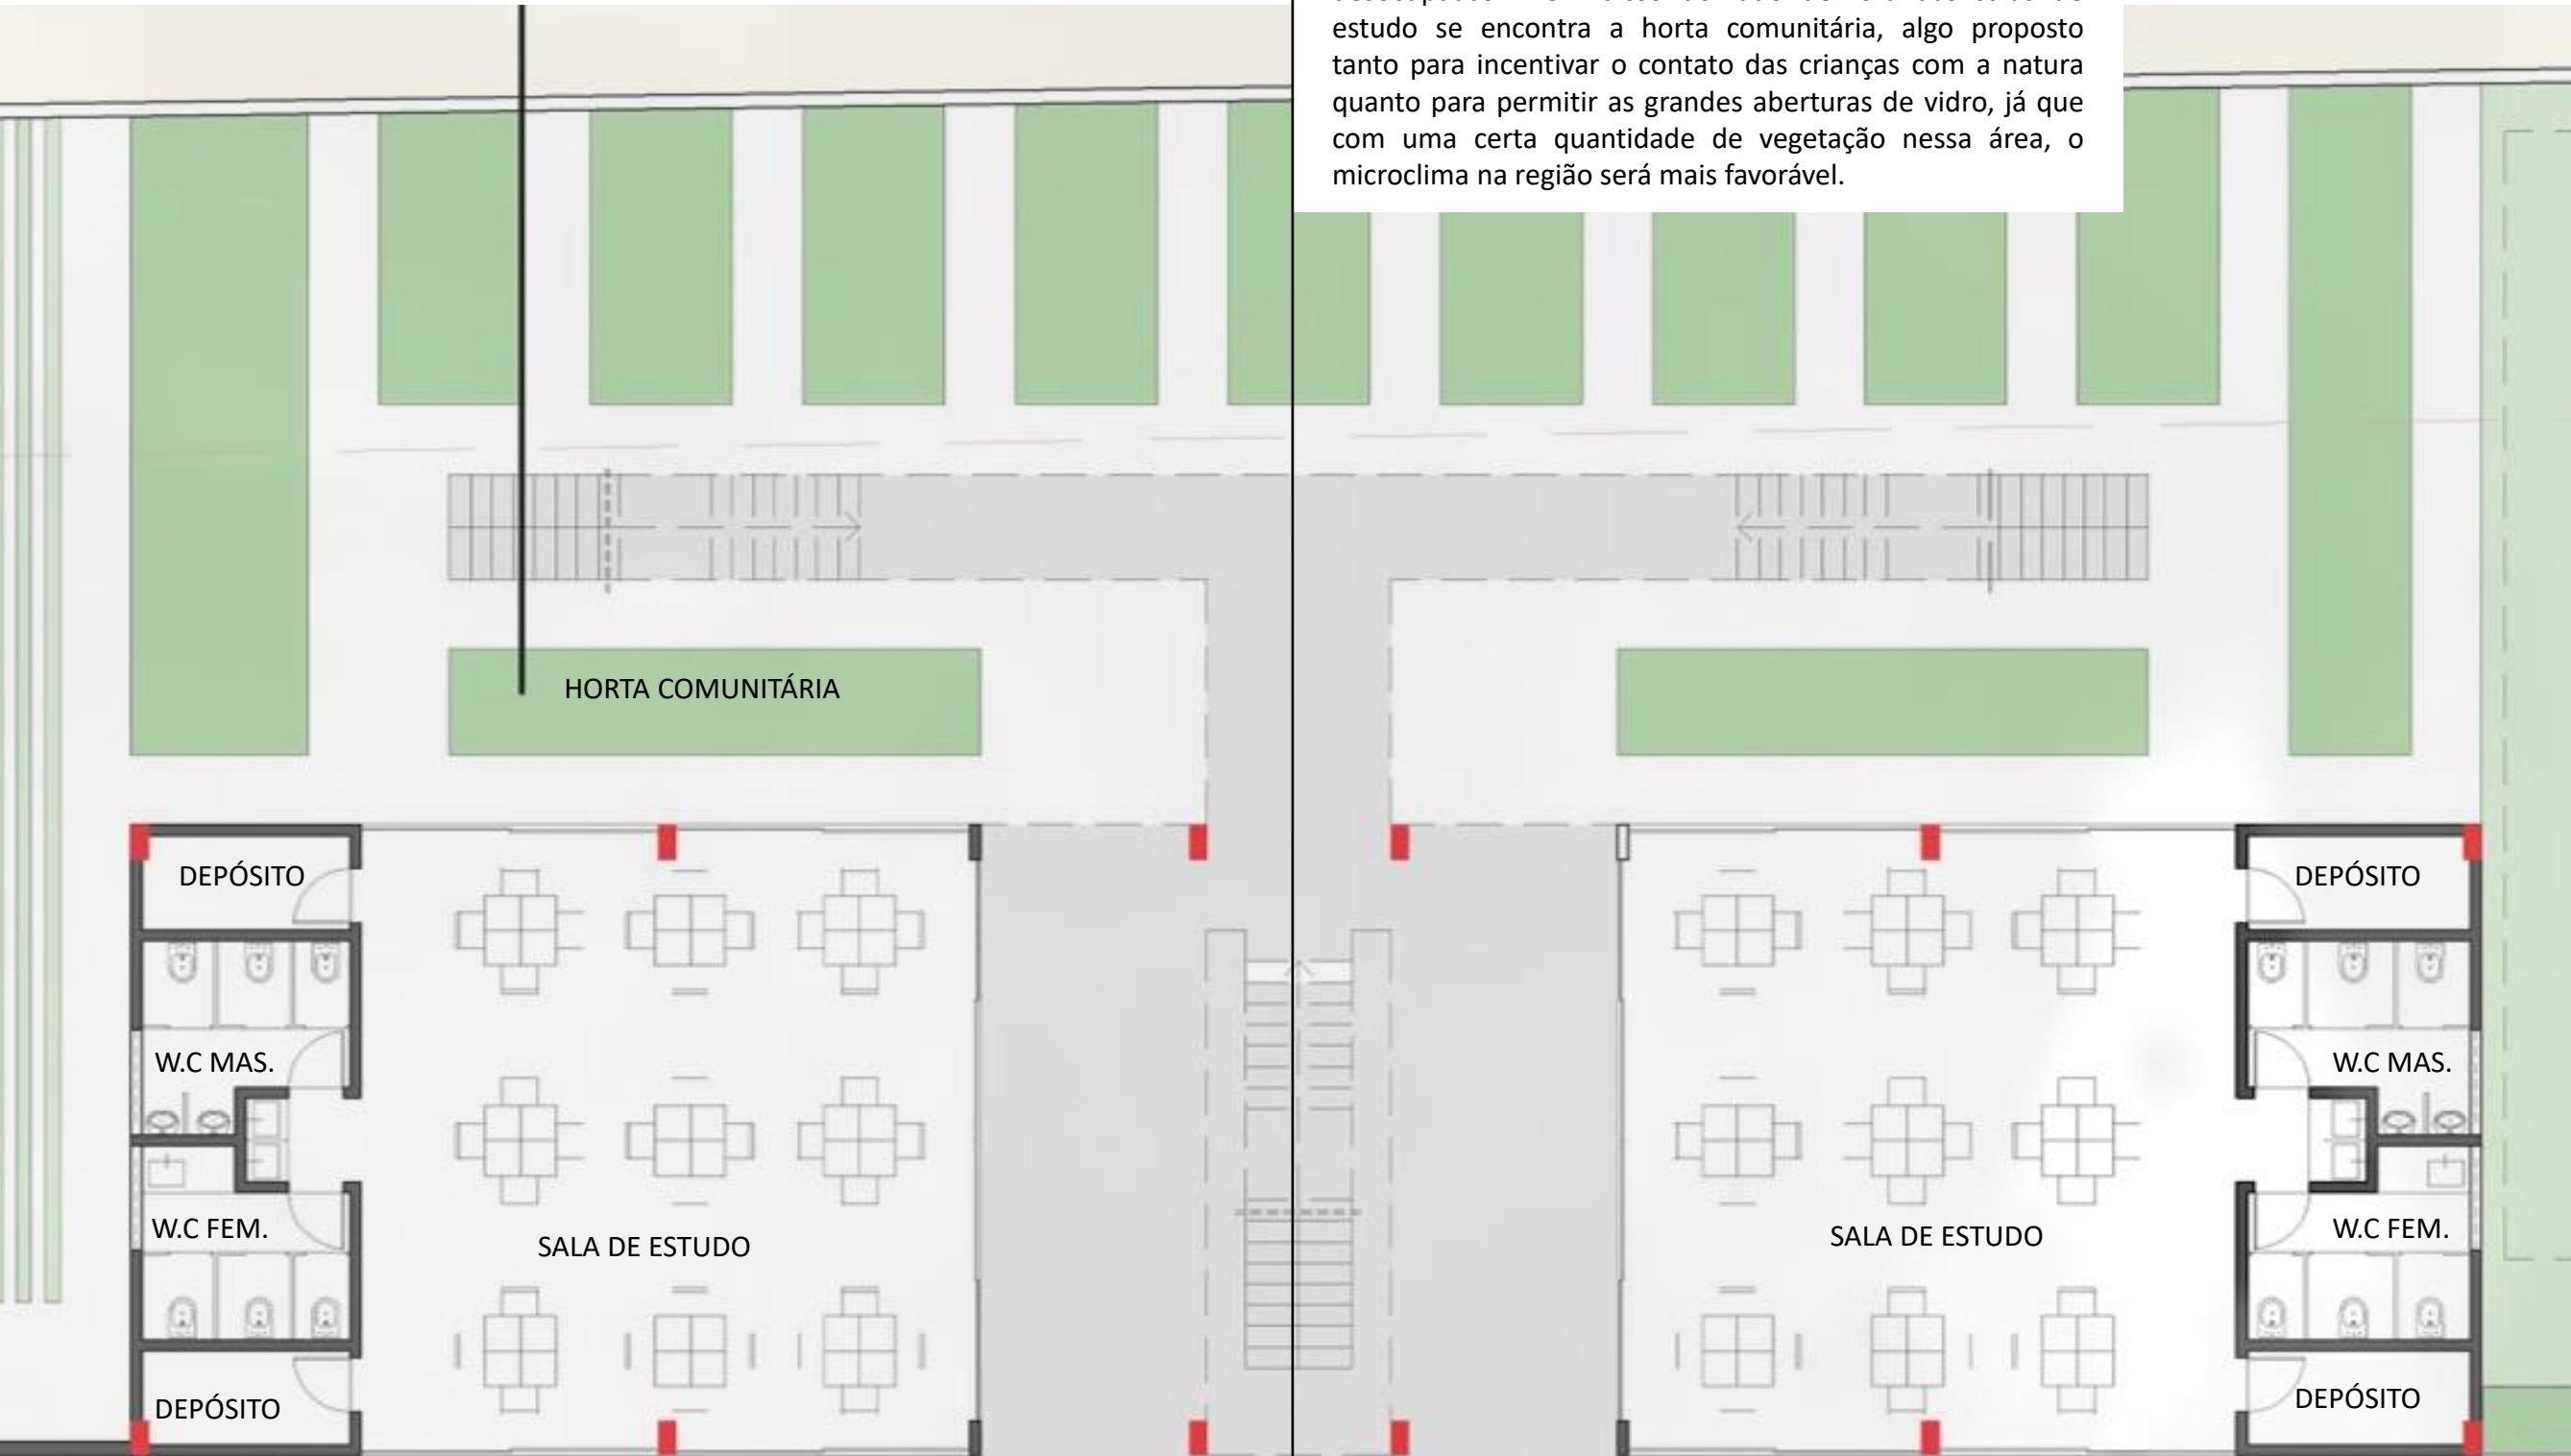 estudo se encontra a horta comunitária, algo proposto
tanto para incentivar o contato das crianças com a natura
quanto para permitir as grandes aberturas de vidro, já que
com uma certa quantidade de vegetação nessa área, o
microclima na região será mais favorável.
HORTA COMUNITÁRIA
DEPÓSITO
DEPÓSITO
W.C MAS.
W.C MAS.
W.C FEM.
W.C FEM.
SALA DE ESTUDO
SALA DE ESTUDO
DEPÓSITO
DEPÓSITO